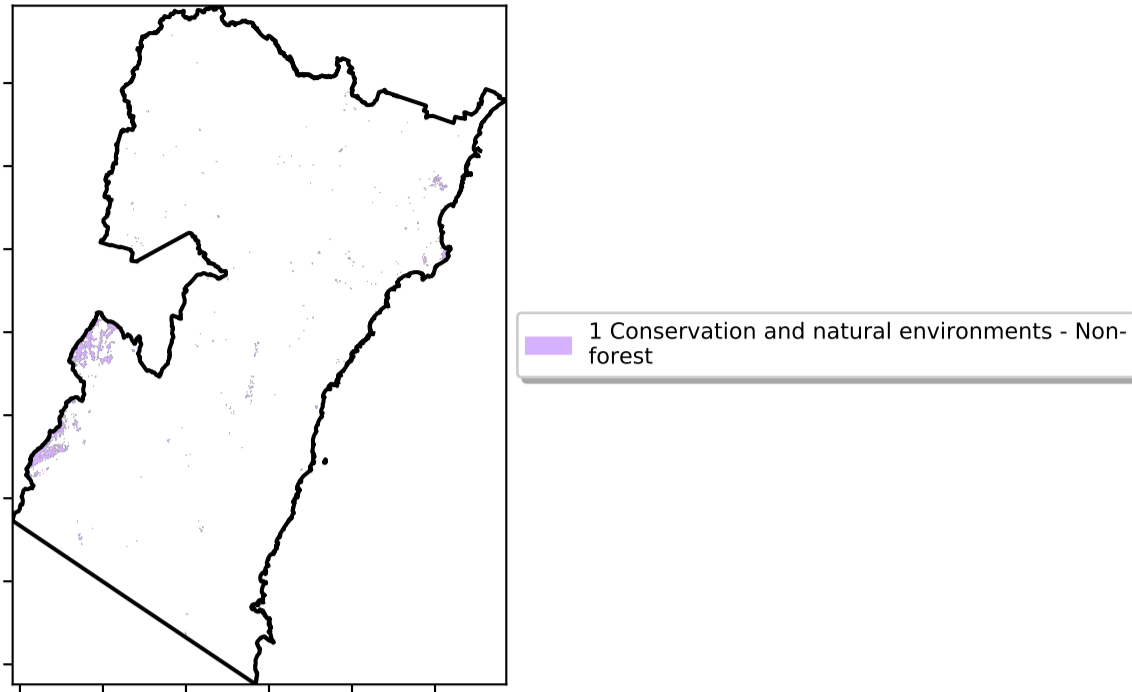 1 Conservation and natural environments - Non-
forest